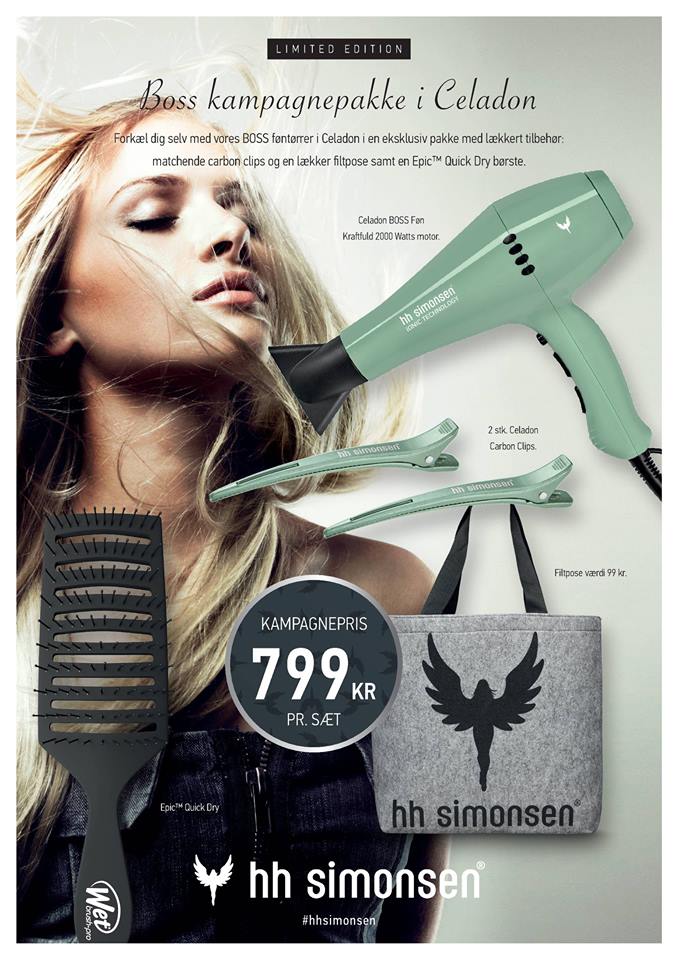 LIMITED EDITION
Boss kampagnepakke i Celadon
Forkæl dig selv med vores BOSS føntørrer i Celadon i en eksklusiv pakke med lækkert tilbehør:
matchende carbon clips og en lækker filtpose samt en Epic™ Quick Dry børste.
Celadon BOSS Føn
Kraftfuld 2000 Watts motor.
hh simonsen®
IONIC TECHNOLOGY
2 stk. Celadon
Carbon Clips.
hh simonsen®
hh simonsen®
Filtpose værdi 99 kr.
KAMPAGNEPRIS
799 KR
PR. SÆT
hh simonsen®
Epic™ Quick Dry
Wet
brush·pro
hh simonsen®
#hhsimonsen